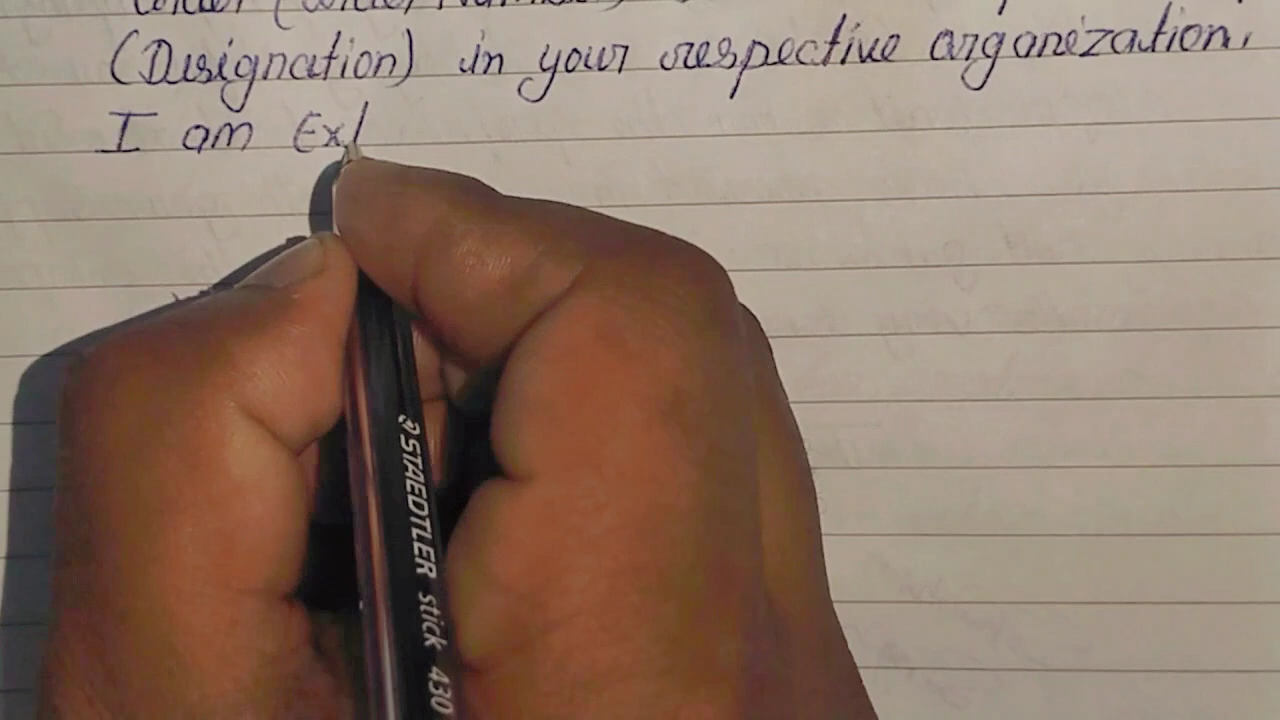 (Designation) in your respective organization.
I am Ex
STAEDTLER stick 430